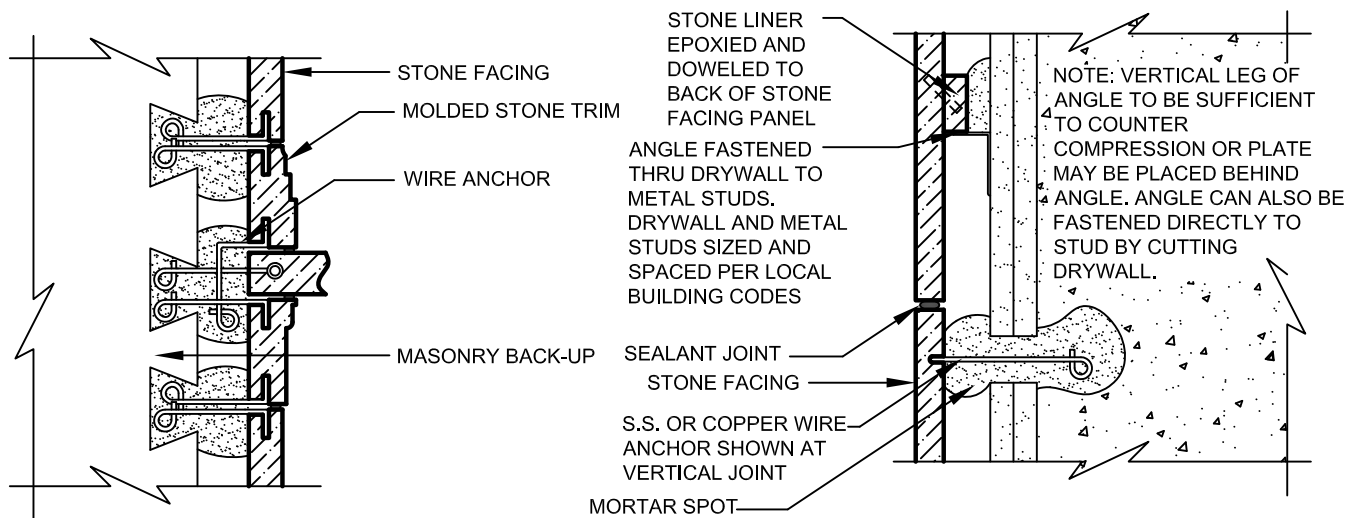 STONE FACING
MOLDED STONE TRIM
WIRE ANCHOR
MASONRY BACK-UP
STONE LINER
EPOXIED AND
DOWELED TO
BACK OF STONE
FACING PANEL
ANGLE FASTENED
THRU DRYWALL TO
METAL STUDS.
DRYWALL AND METAL
STUDS SIZED AND
SPACED PER LOCAL
BUILDING CODES
SEALANT JOINT
STONE FACING
S.S. OR COPPER WIRE
ANCHOR SHOWN AT
VERTICAL JOINT
MORTAR SPOT
NOTE: VERTICAL LEG OF
ANGLE TO BE SUFFICIENT
TO COUNTER
COMPRESSION OR PLATE
MAY BE PLACED BEHIND
ANGLE. ANGLE CAN ALSO BE
FASTENED DIRECTLY TO
STUD BY CUTTING
DRYWALL.